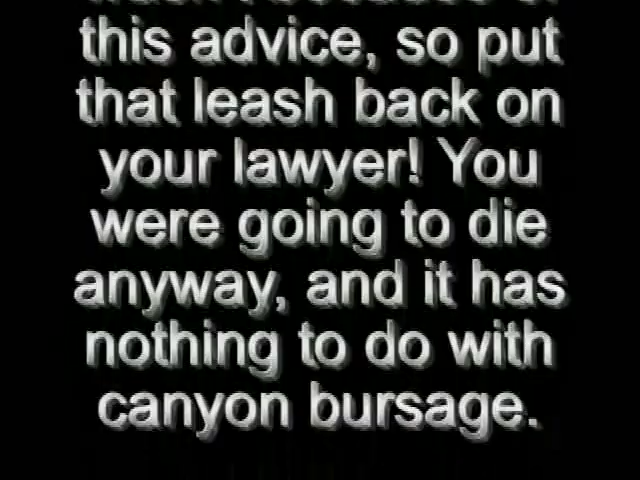 this advice, so put
that leash back on
your lawyer! You
were going to die
anyway, and it has
nothing to do with
canyon bursage.